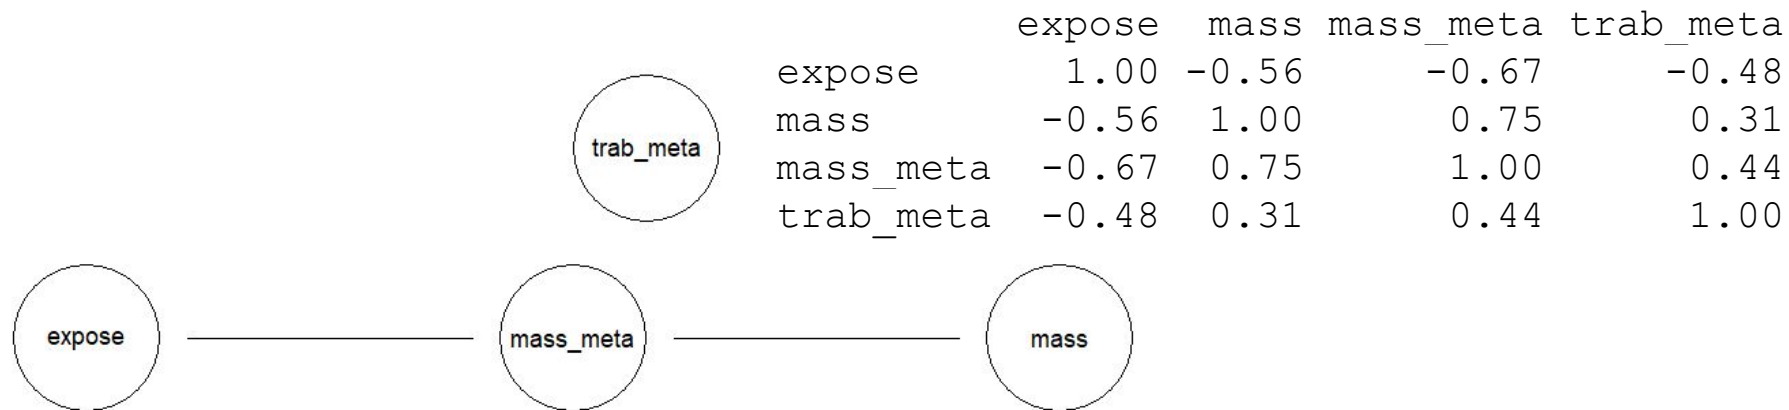 expose mass mass_meta trab_meta
expose 1.00 -0.56 -0.67 -0.48
mass -0.56 1.00 0.75 0.31
mass_meta -0.67 0.75 1.00 0.44
trab_meta -0.48 0.31 0.44 1.00
trab_meta
expose mass_meta mass